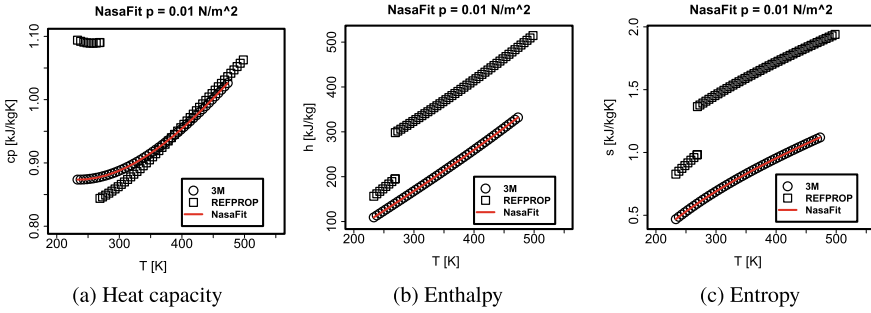 NasaFit p = 0.01 N/m^2
cp [kJ/kgK]
1.10
1.00
0.90
0.80
200 300 400 500
T [K]
3M
REFPROP
NasaFit
(a) Heat capacity
NasaFit p = 0.01 N/m^2
h [kJ/kg]
500
400
300
200
100
200 300 400 500
T [K]
3M
REFPROP
NasaFit
(b) Enthalpy
NasaFit p = 0.01 N/m^2
s [kJ/kgK]
2.0
1.5
1.0
0.5
200 300 400 500
T [K]
3M
REFPROP
NasaFit
(c) Entropy